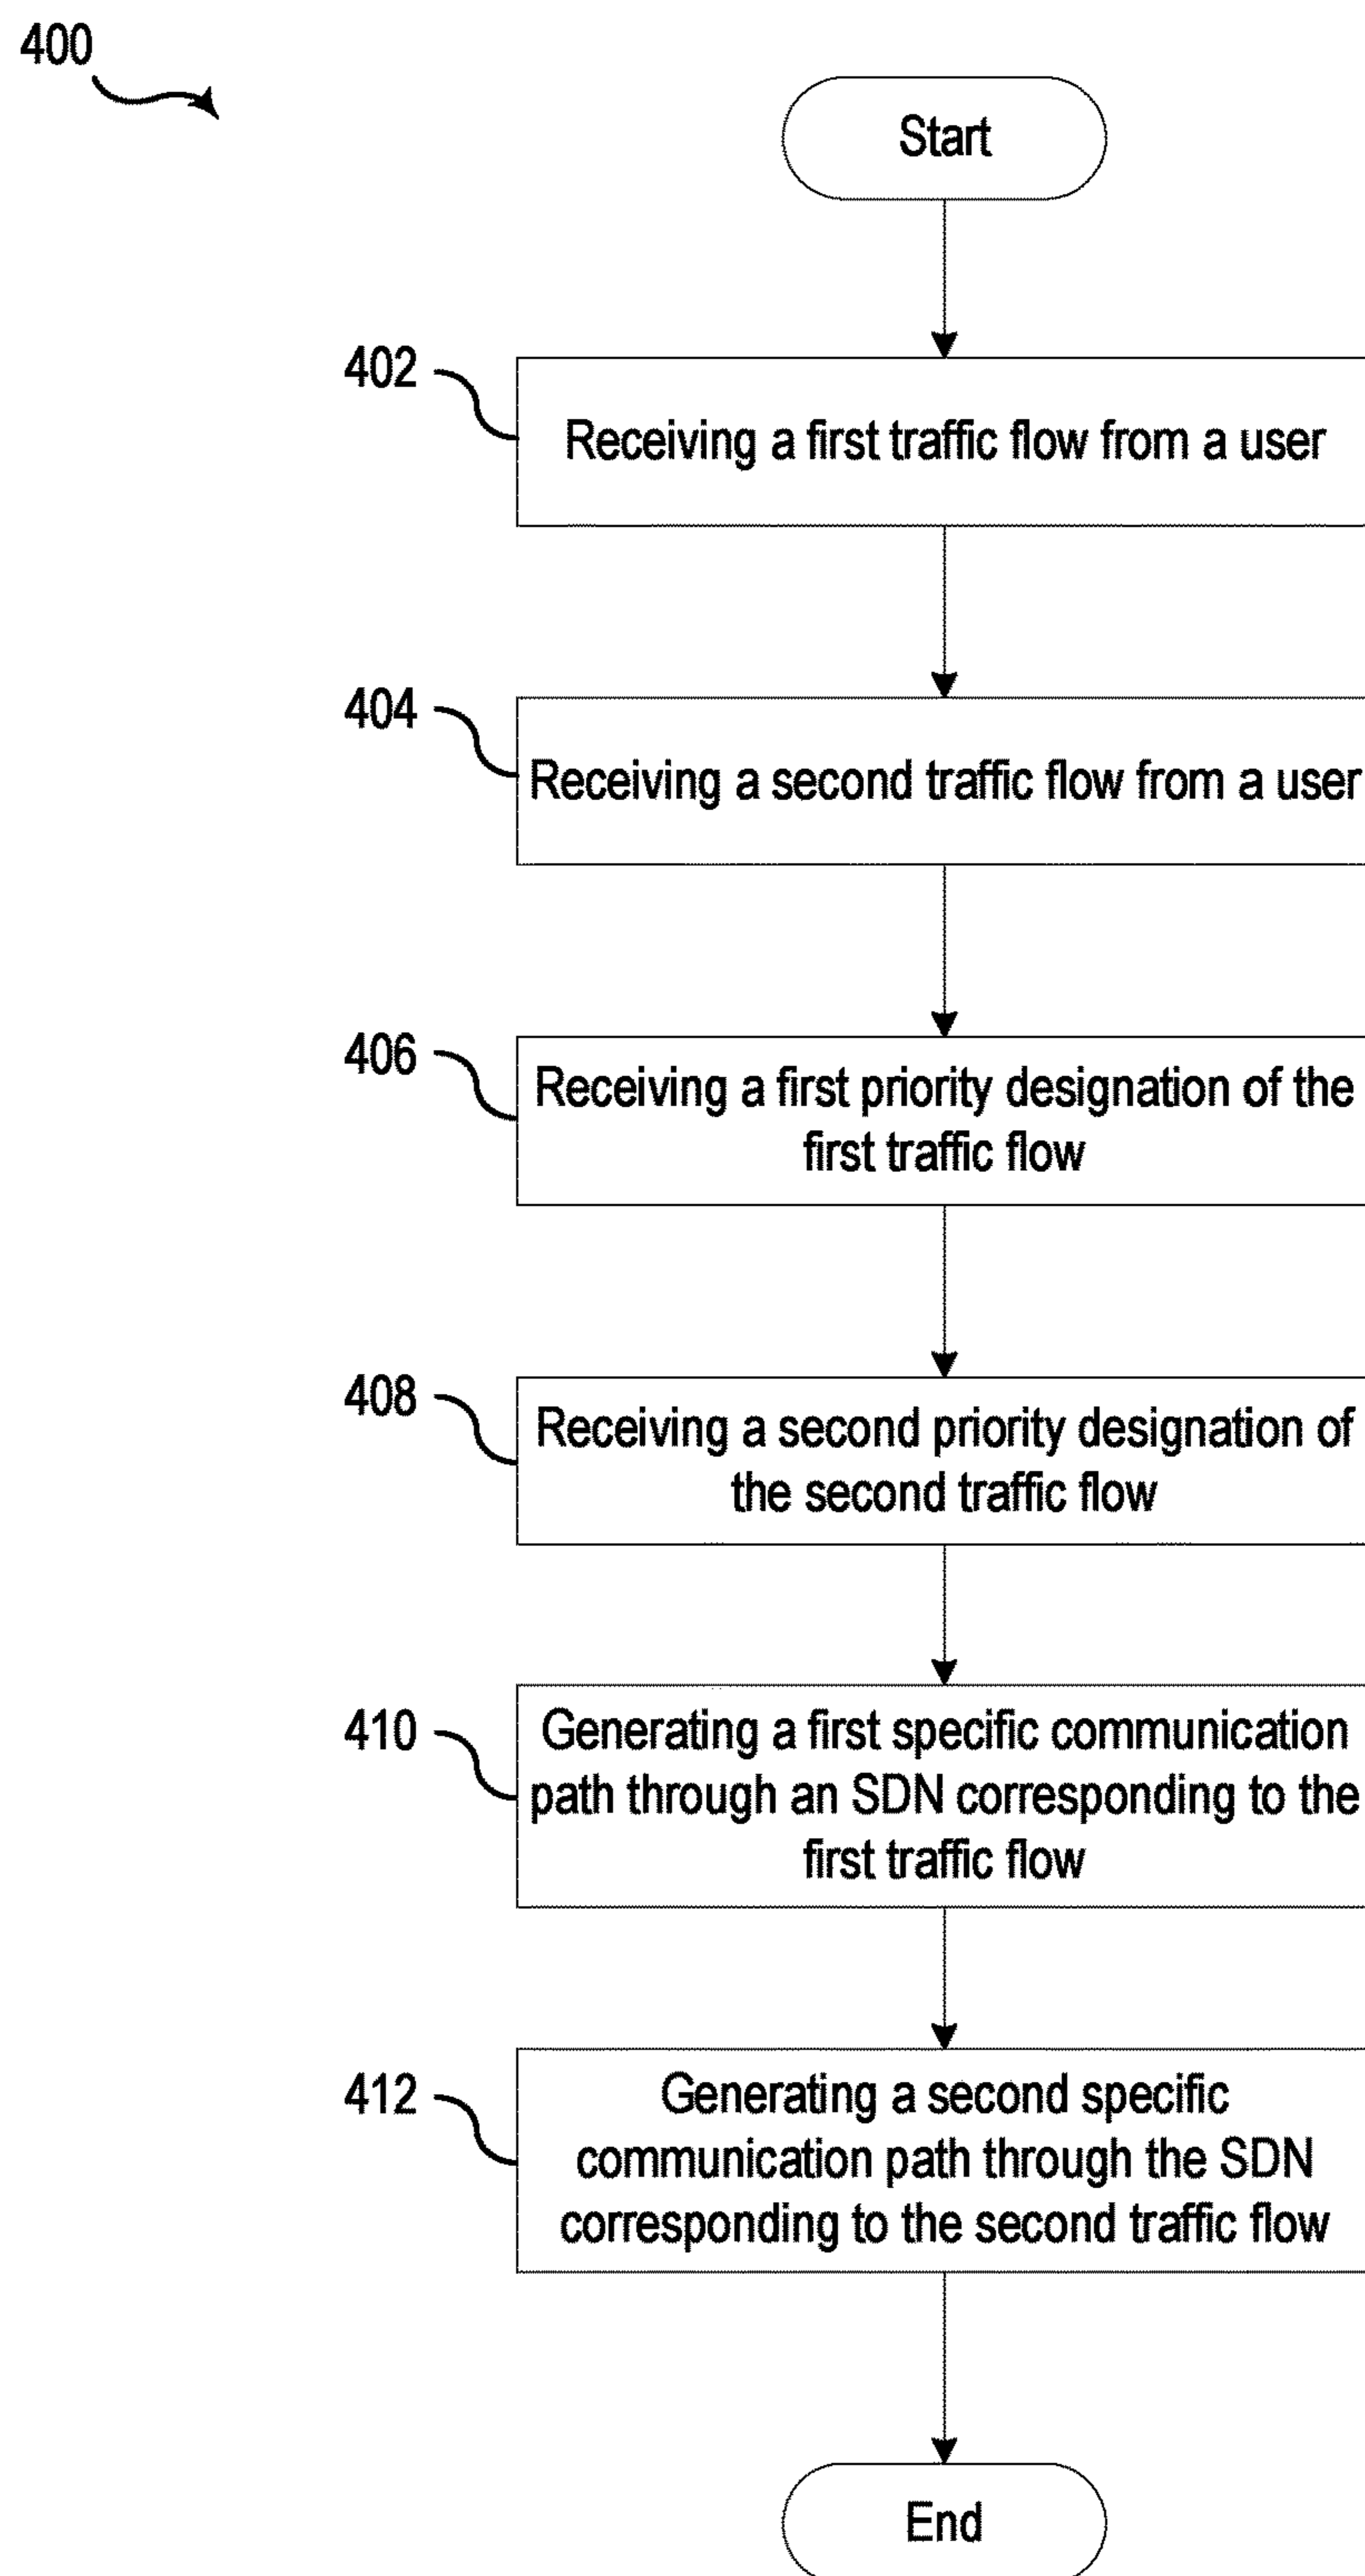 400
Start
402
Receiving a first traffic flow from a user
404
Receiving a second traffic flow from a user
406
Receiving a first priority designation of the
first traffic flow
408
Receiving a second priority designation of
the second traffic flow
410
Generating a first specific communication
path through an SDN corresponding to the
first traffic flow
412
Generating a second specific
communication path through the SDN
corresponding to the second traffic flow
End